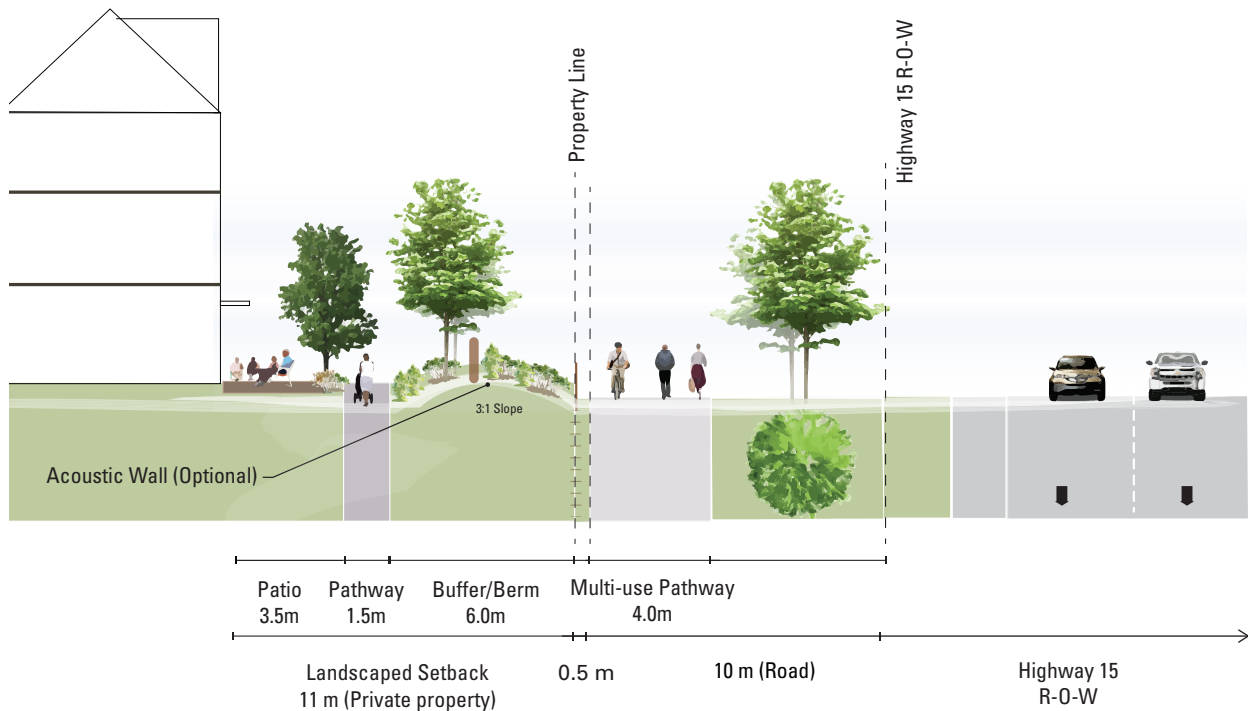 Property Line
Highway 15 R-O-W
3:1 Slope
Acoustic Wall (Optional)
Patio
3.5m
Pathway
1.5m
Buffer/Berm
6.0m
Multi-use Pathway
4.0m
Landscaped Setback
11 m (Private property)
0.5 m
10 m (Road)
Highway 15
R-O-W